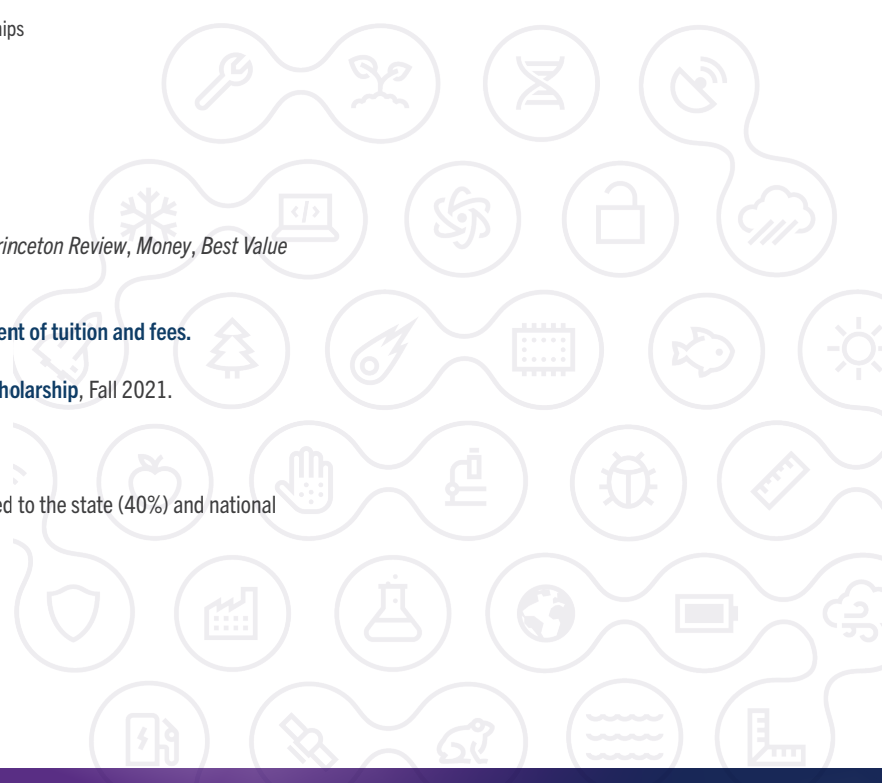 hips
rinceton Review, Money, Best Value
ent of tuition and fees.
holarship, Fall 2021.
ed to the state (40%) and national